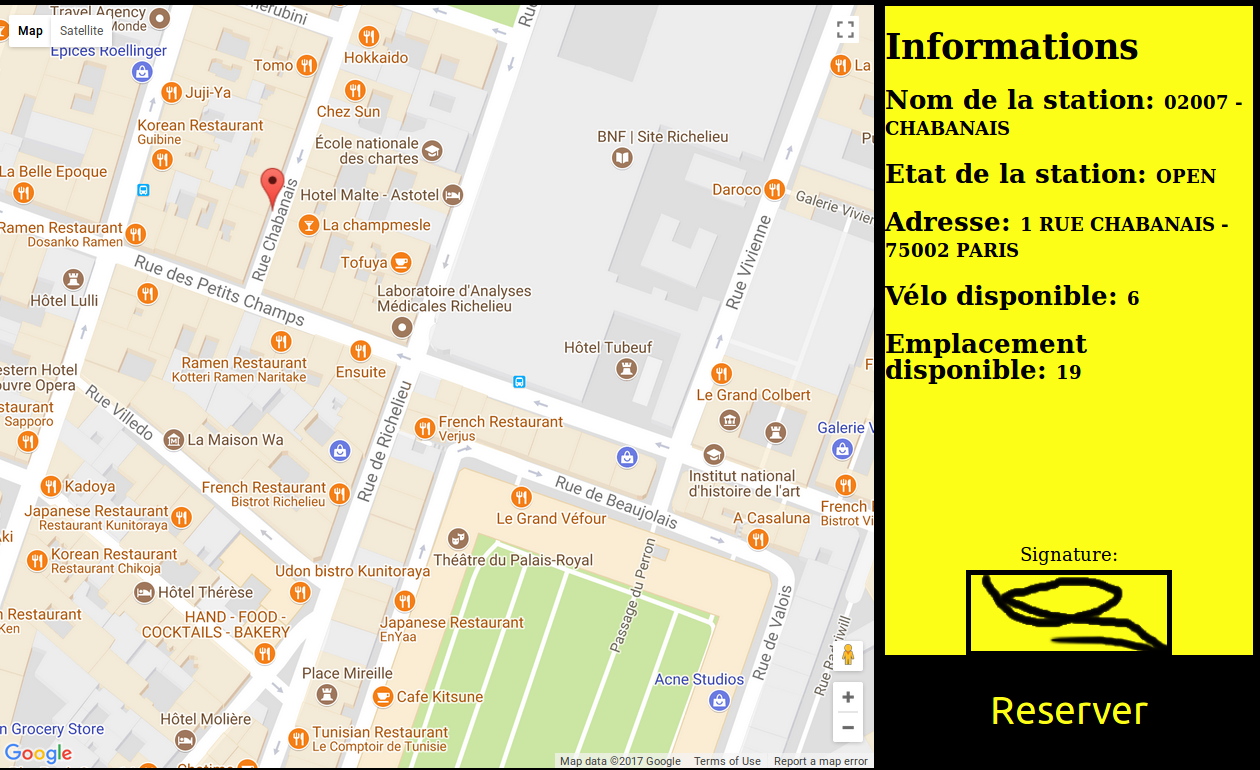 Travel Agency
Monde
Cherubini
Map
Satellite
Epices Roellinger
Hokkaido
Tomo
La
Juji-Ya
Chez Sun
Korean Restaurant
Guibine
École nationale
des chartes
BNF | Site Richelieu
La Belle Epoque
Hotel Malte - Astotel
Daroco
Galerie Vivien
Rue Chabanais
La champmesle
Ramen Restaurant
Dosanko Ramen
Tofuya
Rue Vivienne
Rue des Petits Champs
Hôtel Lulli
Laboratoire d'Analyses
Médicales Richelieu
Ramen Restaurant
Kotteri Ramen Naritake
Ensuite
Hôtel Tubeuf
estern Hotel
ouvre Opera
Le Grand Colbert
Rue Villedo
Rue de Richelieu
staurant
Sapporo
La Maison Wa
French Restaurant
Verjus
Galerie V
Institut national
d'histoire de l'art
Kadoya
French Restaurant
Bistrot Richelieu
Rue de Beaujolais
French
Bistrot Vi
Japanese Restaurant
Restaurant Kunitoraya
Le Grand Véfour
A Casaluna
Aki
Korean Restaurant
Restaurant Chikoja
Théâtre du Palais-Royal
Udon bistro Kunitoraya
Passage du Perron
Hôtel Thérèse
Rue de Valois
n Restaurant
Ken
HAND - FOOD -
COCKTAILS - BAKERY
Japanese Restaurant
EnYaa
Place Mireille
Acne Studios
Cafe Kitsune
n Grocery Store
Hôtel Molière
Tunisian Restaurant
Le Comptoir de Tunisie
Google
Map data ©2017 Google
Terms of Use
Report a map error
Informations
Nom de la station: 02007 -
CHABANAIS
Etat de la station: OPEN
Adresse: 1 RUE CHABANAIS -
75002 PARIS
Vélo disponible: 6
Emplacement
disponible: 19
Signature:
Reserver